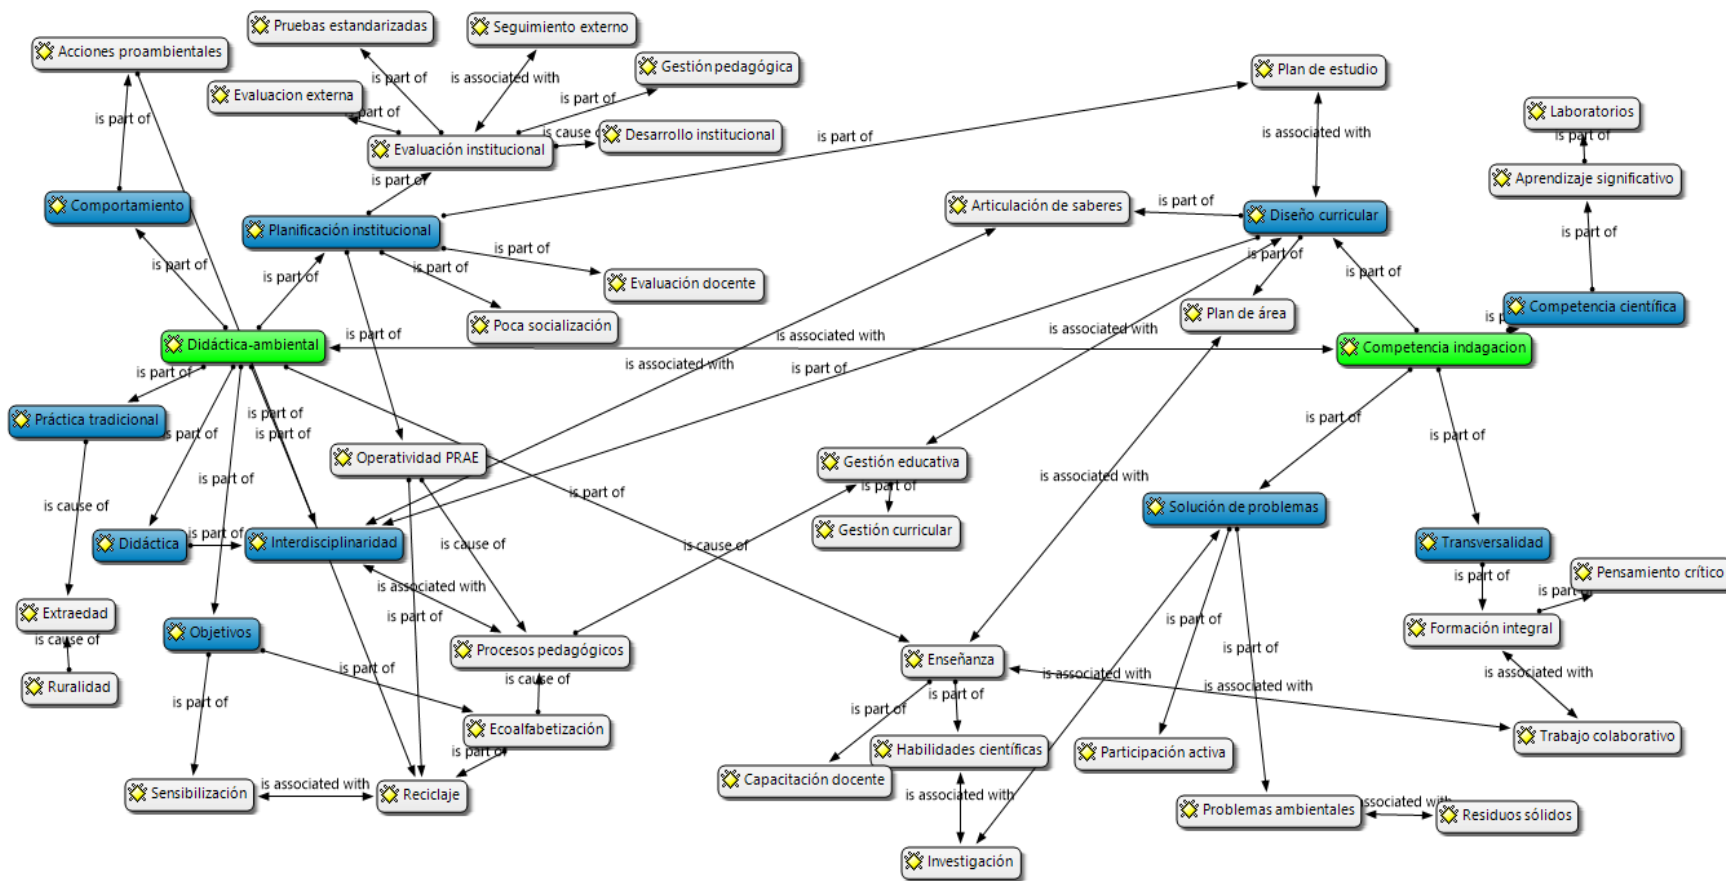 Pruebas estandarizadas
Seguimiento externo
Acciones proambientales
is part of
is associated with
Gestión pedagógica
Plan de estudio
Evaluacion externa
is part of
is part of
is part of
is cause o
Desarrollo institucional
is part of
is associated with
Laboratorios
is part of
Evaluación institucional
is part of
Aprendizaje significativo
Comportamiento
Articulación de saberes
is part of
Diseño curricular
is part of
Planificación institucional
is part of
is part of
is part of
is part of
is part of
is part of
Evaluación docente
Competencia científica
Poca socialización
Plan de área
is p
Didáctica-ambiental
is part of
is associated with
is associated with
Competencia indagacion
is part of
is part of
Práctica tradicional
is part of
is part of
is part of
is part of
is part of
Operatividad PRAE
Gestión educativa
is associated with
is part of
is part of
is cause of
Solución de problemas
Gestión curricular
Didáctica
is part of
Interdisciplinaridad
is cause of
is cause of
Transversalidad
is part of
Pensamiento crítico
is associated with
is part of
Extraedad
is part of
is part of
Objetivos
is part of
Formación integral
is cause of
Procesos pedagógicos
is part of
Enseñanza
is part of
is cause of
is associated with
is associated with
Ruralidad
is part of
is associated with
is part of
is part of
Ecoalfabetización
is part of
Habilidades científicas
Participación activa
Trabajo colaborativo
Capacitación docente
is associated with
Sensibilización
Reciclaje
is associated with
Problemas ambientales
associated with
Residuos sólidos
Investigación